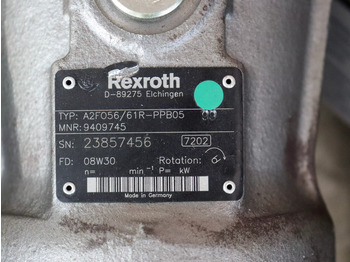 Rexroth
D-89275 Elchingen
TYP: A2FO56/61R-PPB05
MNR: 9409745
SN: 23857456 7202
FD: 08W30 Rotation:
n= min⁻¹ P= kW
Made in Germany